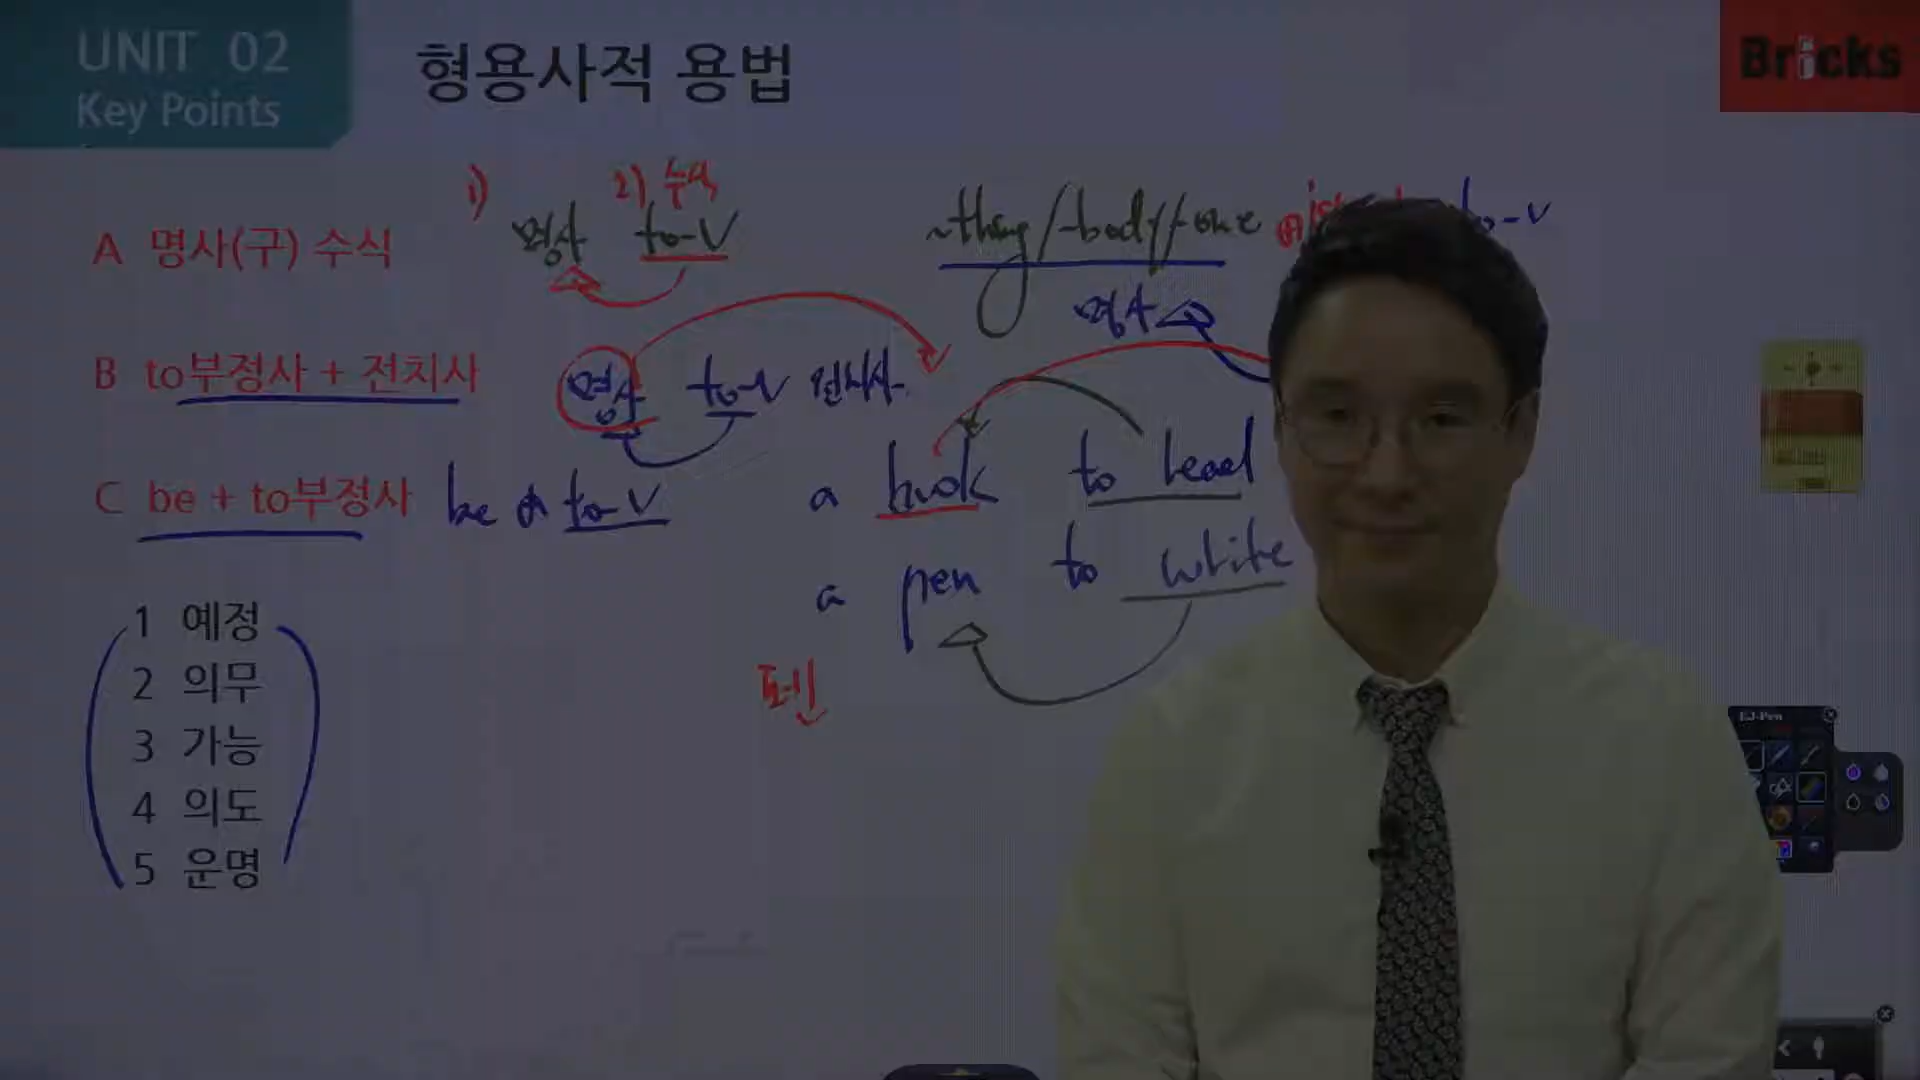 UNIT 02
Key Points
형용사적 용법
Bricks
1)
2) 수식
명사 to-V
~thing/-body/-one
to-V
A 명사(구) 수식
명사
B to부정사 + 전치사
명사 to-V 전치사
a book to read
C be + to부정사
be to-V
a pen to write
1 예정
2 의무
3 가능
4 의도
5 운명
펜
EJ-Pen